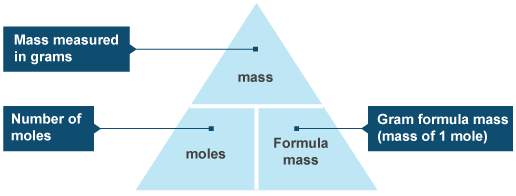 Mass measured
in grams
mass
Number of
moles
moles
Formula
mass
Gram formula mass
(mass of 1 mole)